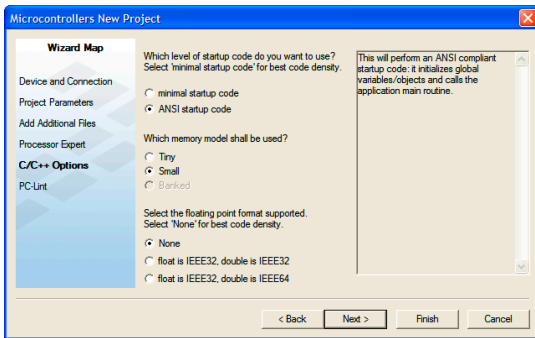 Microcontrollers New Project
Wizard Map
Device and Connection
Project Parameters
Add Additional Files
Processor Expert
C/C++ Options
PC-Lint
Which level of startup code do you want to use?
Select 'minimal startup code' for best code density.
minimal startup code
ANSI startup code
Which memory model shall be used?
Tiny
Small
Banked
Select the floating point format supported.
Select 'None' for best code density.
None
float is IEEE32, double is IEEE32
float is IEEE32, double is IEEE64
This will perform an ANSI compliant
startup code: it initializes global
variables/objects and calls the
application main routine.
< Back
Next >
Finish
Cancel